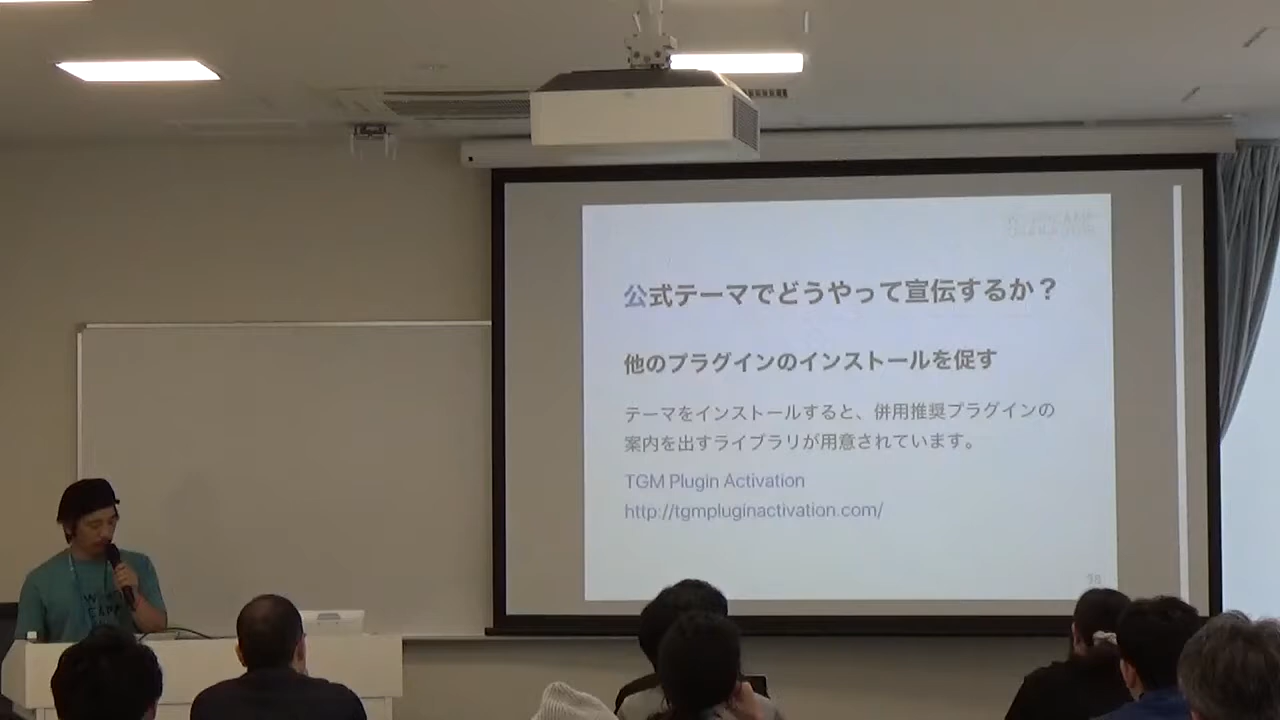 公式テーマでどうやって宣伝するか？
他のプラグインのインストールを促す
テーマをインストールすると、併用推奨プラグインの
案内を出すライブラリが用意されています。
TGM Plugin Activation
http://tgmpluginactivation.com/